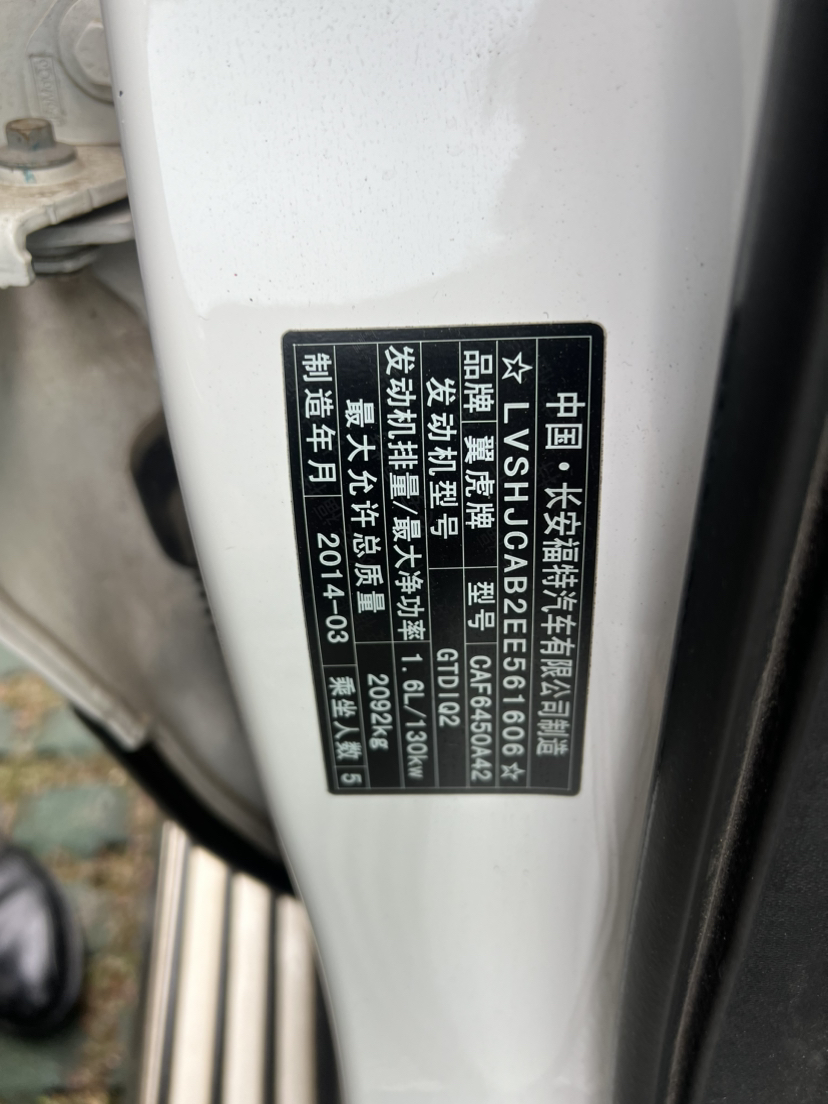 中国·长安福特汽车有限公司制造
☆LVSHJCAB2EE561606☆
品牌 翼虎牌 型号 CAF6450A42
发动机型号 GTDIQ2
发动机排量/最大净功率 1.6L/130kw
最大允许总质量 2092kg
制造年月 2014-03 乘坐人数 5